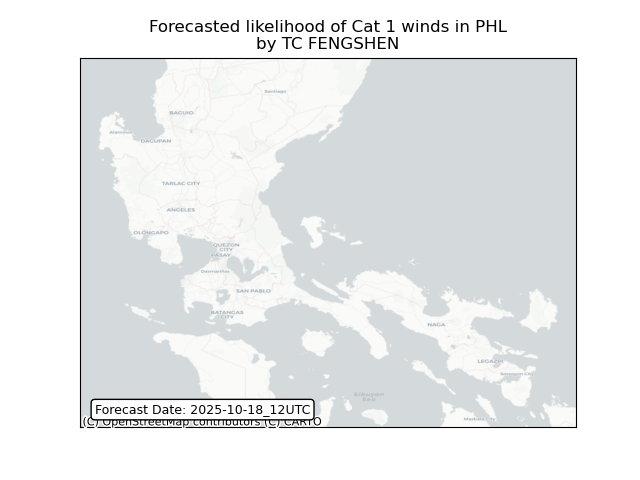 Forecasted likelihood of Cat 1 winds in PHL
by TC FENGSHEN
Santiago
BAGUIO
DAGUPAN
TARLAC CITY
ANGELES
OLONGAPO
QUEZON
CITY
PASAY
Dasmariñas
SAN PABLO
BATANGAS
CITY
NAGA
LEGAZPI
Sorsogon City
Sibuyan
Sea
Forecast Date: 2025-10-18_12UTC
(C) OpenStreetMap contributors (C) CARTO